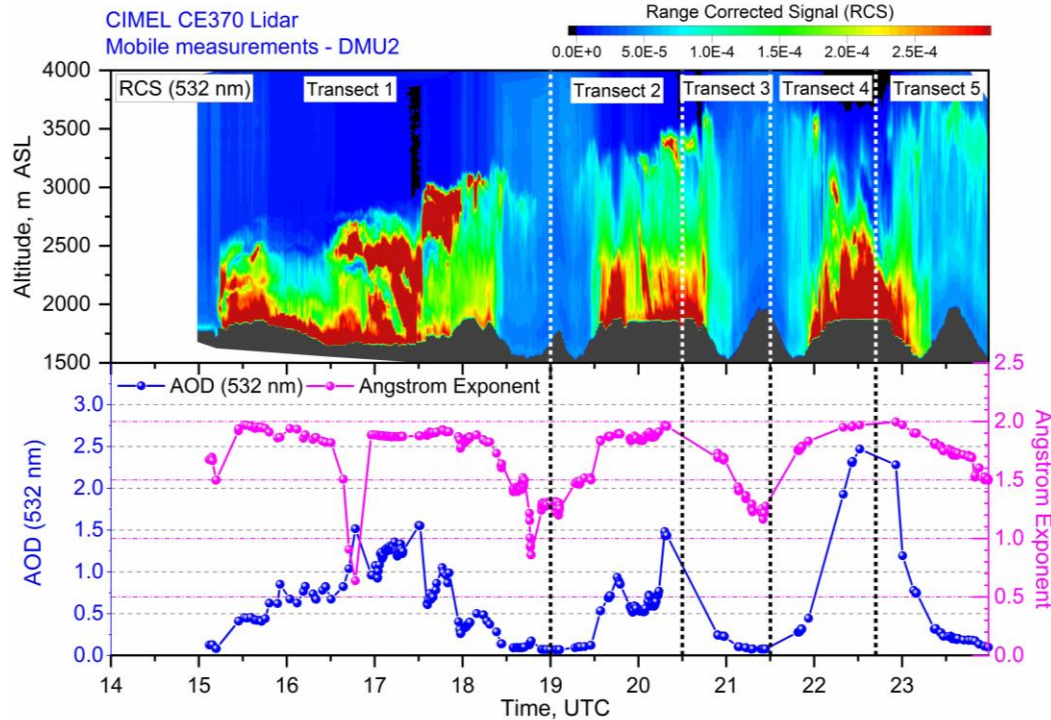 CIMEL CE370 Lidar
Mobile measurements - DMU2
Range Corrected Signal (RCS)
0.0E+0 5.0E-5 1.0E-4 1.5E-4 2.0E-4 2.5E-4
RCS (532 nm) Transect 1 Transect 2 Transect 3 Transect 4 Transect 5
Altitude, m ASL
4000
3500
3000
2500
2000
1500
AOD (532 nm) Angstrom Exponent
AOD (532 nm)
3.0
2.5
2.0
1.5
1.0
0.5
0.0
2.5
2.0
1.5
1.0
0.5
0.0
Angstrom Exponent
14 15 16 17 18 19 20 21 22 23
Time, UTC